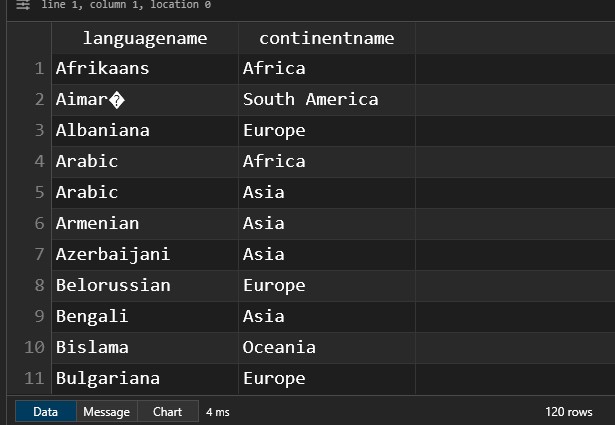 line 1, column 1, location 0
languagename continentname
1 Afrikaans Africa
2 Aimar� South America
3 Albaniana Europe
4 Arabic Africa
5 Arabic Asia
6 Armenian Asia
7 Azerbaijani Asia
8 Belorussian Europe
9 Bengali Asia
10 Bislama Oceania
11 Bulgariana Europe
Data Message Chart 4 ms 120 rows